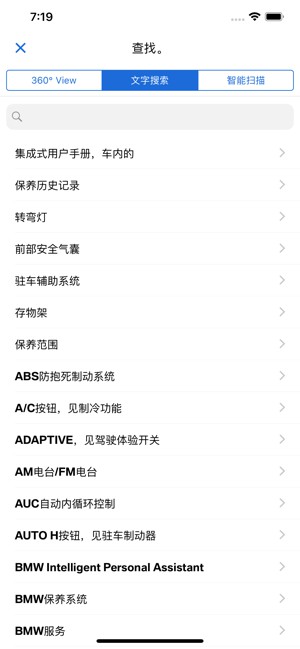 7:19
查找。
360° View
文字搜索
智能扫描
集成式用户手册，车内的
保养历史记录
转弯灯
前部安全气囊
驻车辅助系统
存物架
保养范围
ABS防抱死制动系统
A/C按钮，见制冷功能
ADAPTIVE，见驾驶体验开关
AM电台/FM电台
AUC自动内循环控制
AUTO H按钮，见驻车制动器
BMW Intelligent Personal Assistant
BMW保养系统
BMW服务